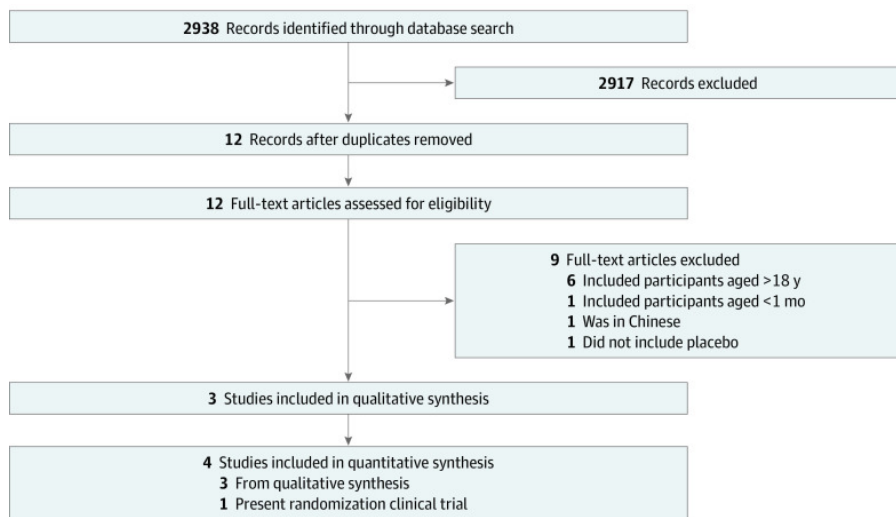 2938 Records identified through database search
2917 Records excluded
12 Records after duplicates removed
12 Full-text articles assessed for eligibility
9 Full-text articles excluded
6 Included participants aged >18 y
1 Included participants aged <1 mo
1 Was in Chinese
1 Did not include placebo
3 Studies included in qualitative synthesis
4 Studies included in quantitative synthesis
3 From qualitative synthesis
1 Present randomization clinical trial